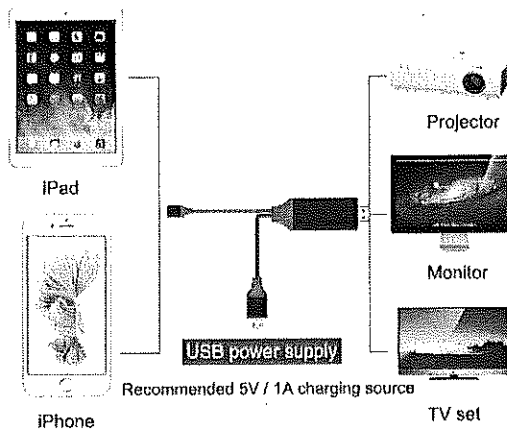 iPad
iPhone
USB power supply
Recommended 5V / 1A charging source
Projector
Monitor
TV set